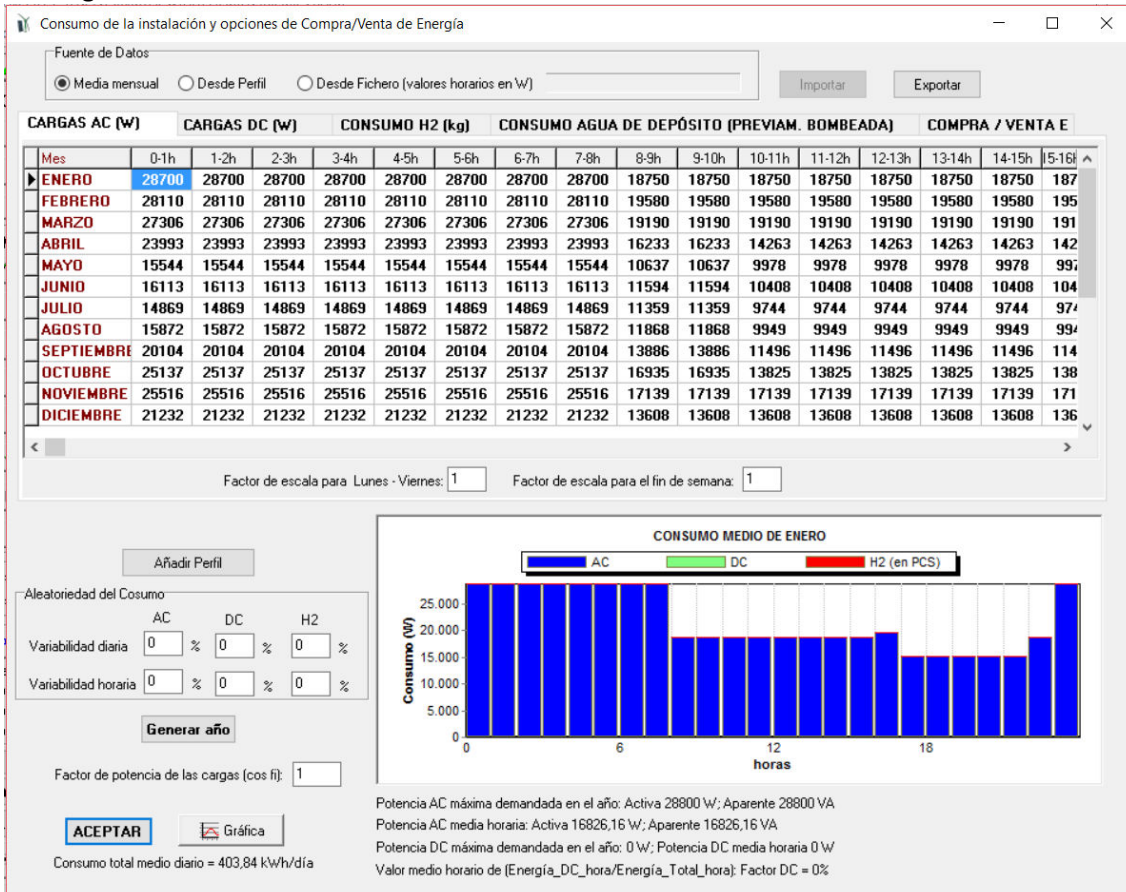 Consumo de la instalación y opciones de Compra/Venta de Energía
Fuente de Datos
Media mensual Desde Perfil Desde Fichero (valores horarios en W) Importar Exportar
CARGAS AC (W) CARGAS DC (W) CONSUMO H2 (kg) CONSUMO AGUA DE DEPÓSITO (PREVIAM. BOMBEADA) COMPRA / VENTA E
Mes 0-1h 1-2h 2-3h 3-4h 4-5h 5-6h 6-7h 7-8h 8-9h 9-10h 10-11h 11-12h 12-13h 13-14h 14-15h 15-16h
ENERO 28700 28700 28700 28700 28700 28700 28700 28700 18750 18750 18750 18750 18750 18750 18750 187
FEBRERO 28110 28110 28110 28110 28110 28110 28110 28110 19580 19580 19580 19580 19580 19580 19580 195
MARZO 27306 27306 27306 27306 27306 27306 27306 27306 19190 19190 19190 19190 19190 19190 19190 191
ABRIL 23993 23993 23993 23993 23993 23993 23993 23993 16233 16233 14263 14263 14263 14263 14263 142
MAYO 15544 15544 15544 15544 15544 15544 15544 15544 10637 10637 9978 9978 9978 9978 9978 997
JUNIO 16113 16113 16113 16113 16113 16113 16113 16113 11594 11594 10408 10408 10408 10408 10408 104
JULIO 14869 14869 14869 14869 14869 14869 14869 14869 11359 11359 9744 9744 9744 9744 9744 974
AGOSTO 15872 15872 15872 15872 15872 15872 15872 15872 11868 11868 9949 9949 9949 9949 9949 994
SEPTIEMBRE 20104 20104 20104 20104 20104 20104 20104 20104 13886 13886 11496 11496 11496 11496 11496 114
OCTUBRE 25137 25137 25137 25137 25137 25137 25137 25137 16935 16935 13825 13825 13825 13825 13825 138
NOVIEMBRE 25516 25516 25516 25516 25516 25516 25516 25516 17139 17139 17139 17139 17139 17139 17139 171
DICIEMBRE 21232 21232 21232 21232 21232 21232 21232 21232 13608 13608 13608 13608 13608 13608 13608 136
Factor de escala para Lunes - Viernes: 1 Factor de escala para el fin de semana: 1
Añadir Perfil
Aleatoriedad del Cosumo
AC DC H2
Variabilidad diaria 0 % 0 % 0 %
Variabilidad horaria 0 % 0 % 0 %
Generar año
Factor de potencia de las cargas (cos fi): 1
ACEPTAR Gráfica
Consumo total medio diario = 403,84 kWh/día
CONSUMO MEDIO DE ENERO
AC DC H2 (en PCS)
Consumo (W)
25.000
20.000
15.000
10.000
5.000
0
0 6 12 18
horas
Potencia AC máxima demandada en el año: Activa 28800 W; Aparente 28800 VA
Potencia AC media horaria: Activa 16826,16 W; Aparente 16826,16 VA
Potencia DC máxima demandada en el año: 0 W; Potencia DC media horaria 0 W
Valor medio horario de (Energía_DC_hora/Energía_Total_hora): Factor DC = 0%